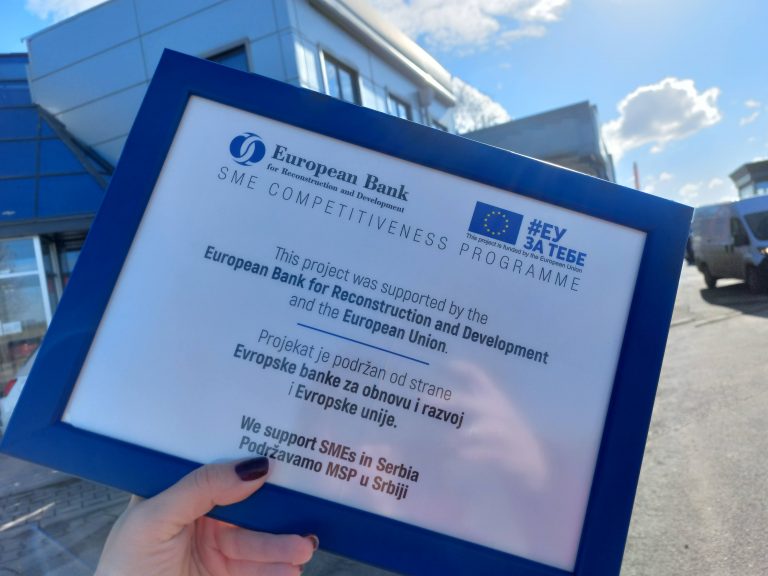 European Bank
for Reconstruction and Development
#ЕУ
ЗА ТЕБЕ
This project is funded by the European Union
SME COMPETITIVENESS PROGRAMME
This project was supported by the
European Bank for Reconstruction and Development
and the European Union.
Projekat je podržan od strane
Evropske banke za obnovu i razvoj
i Evropske unije.
We support SMEs in Serbia
Podržavamo MSP u Srbiji